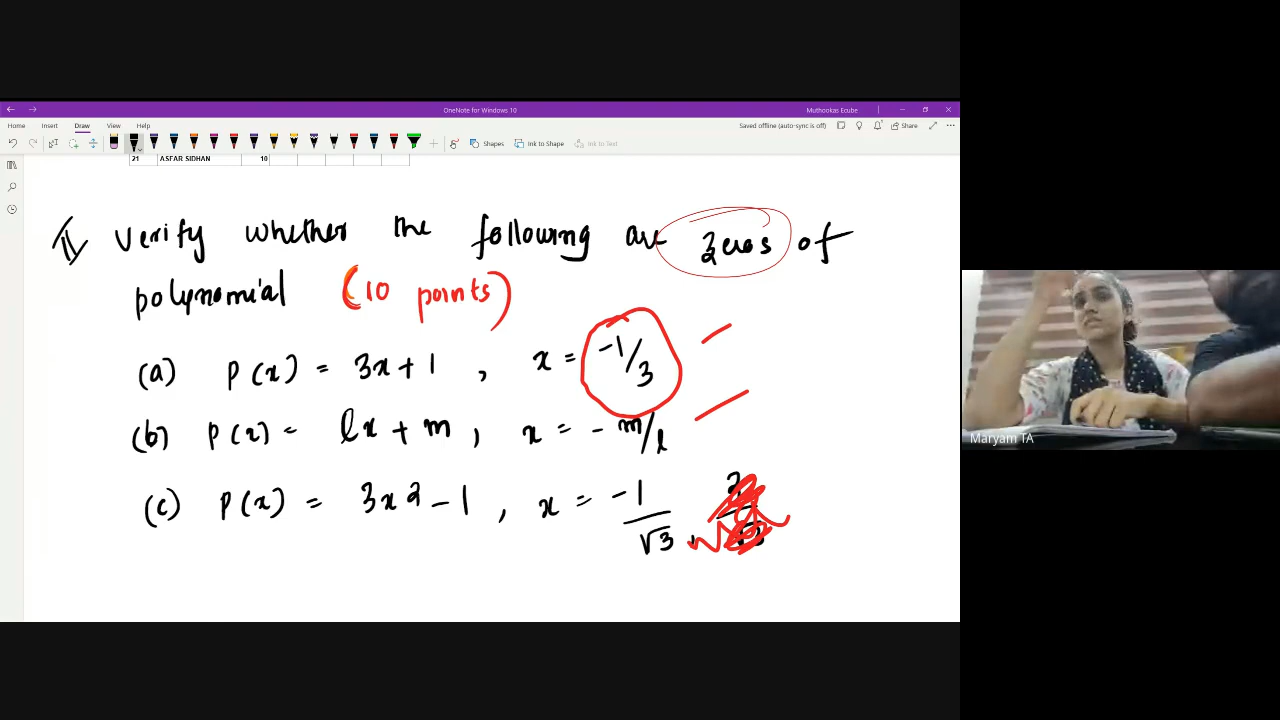 OneNote for Windows 10
Muthookas Ecube
Home Insert Draw View Help
Saved offline (auto-sync is off)
Share
Shapes
Ink to Shape
Ink to Text
21 ASFAR SIDHAN 10
II Verify whether the following are zeros of
polynomial (10 points)
(a) P(x) = 3x + 1 , x = -1/3
(b) P(x) = lx + m , x = - m/l
(c) P(x) = 3x2 - 1 , x = -1/√3 ,
Maryam TA